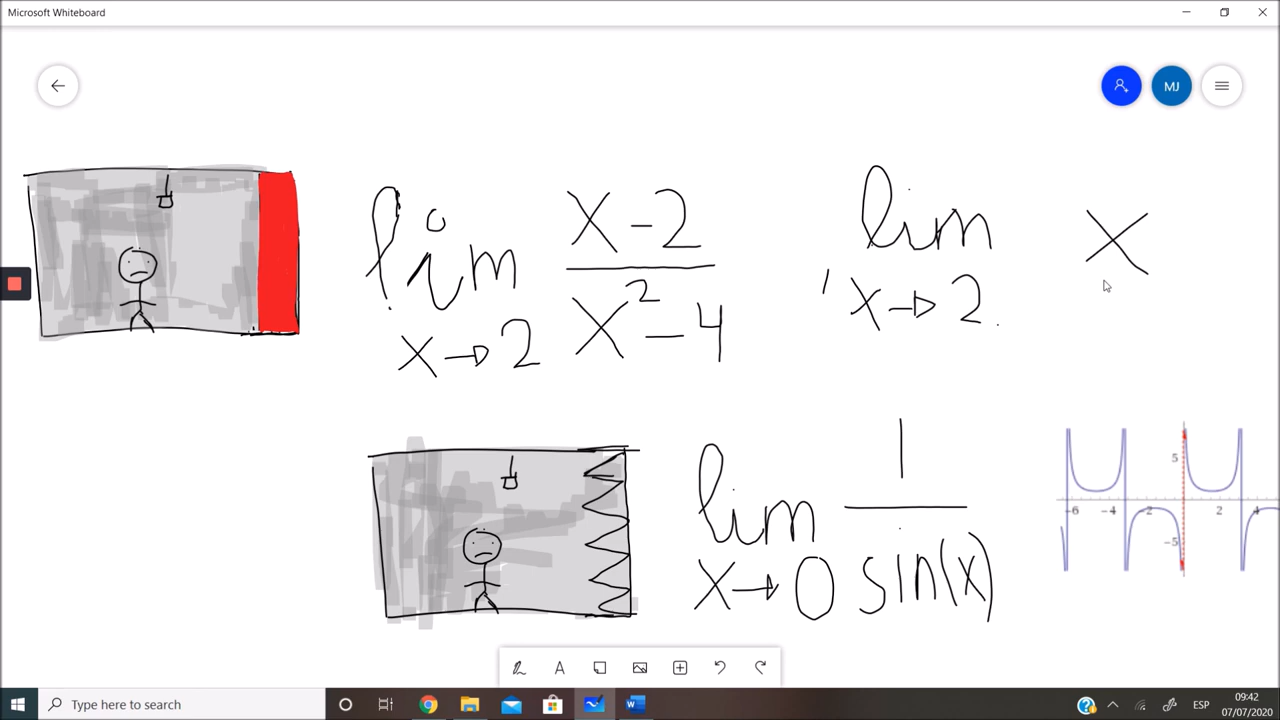 Microsoft Whiteboard
MJ
lim x→2 x-2/x²-4
lim x→2 x
lim x→0 1/sin(x)
5
-6 -4 -2 2 4
-5
A
Type here to search
ESP
09:42
07/07/2020